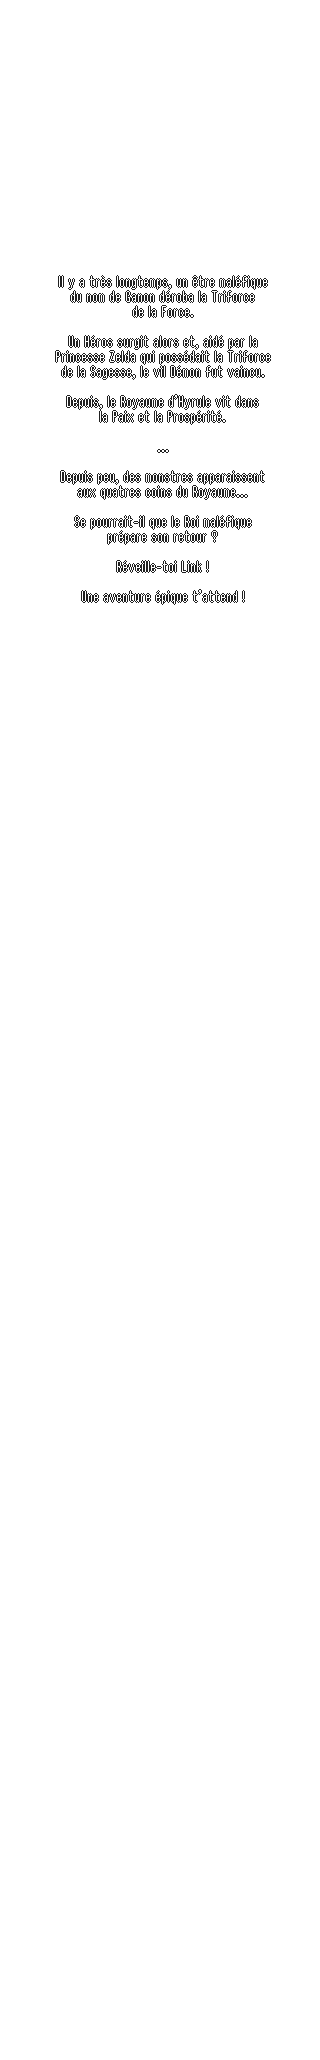 Il y a très longtemps, un être maléfique
du nom de Ganon déroba la Triforce
de la Force.
Un Héros surgit alors et, aidé par la
Princesse Zelda qui possédait la Triforce
de la Sagesse, le vil Démon fut vaincu.
Depuis, le Royaume d'Hyrule vit dans
la Paix et la Prospérité.
...
Depuis peu, des monstres apparaissent
aux quatres coins du Royaume...
Se pourrait-il que le Roi maléfique
prépare son retour ?
Réveille-toi Link !
Une aventure épique t'attend !